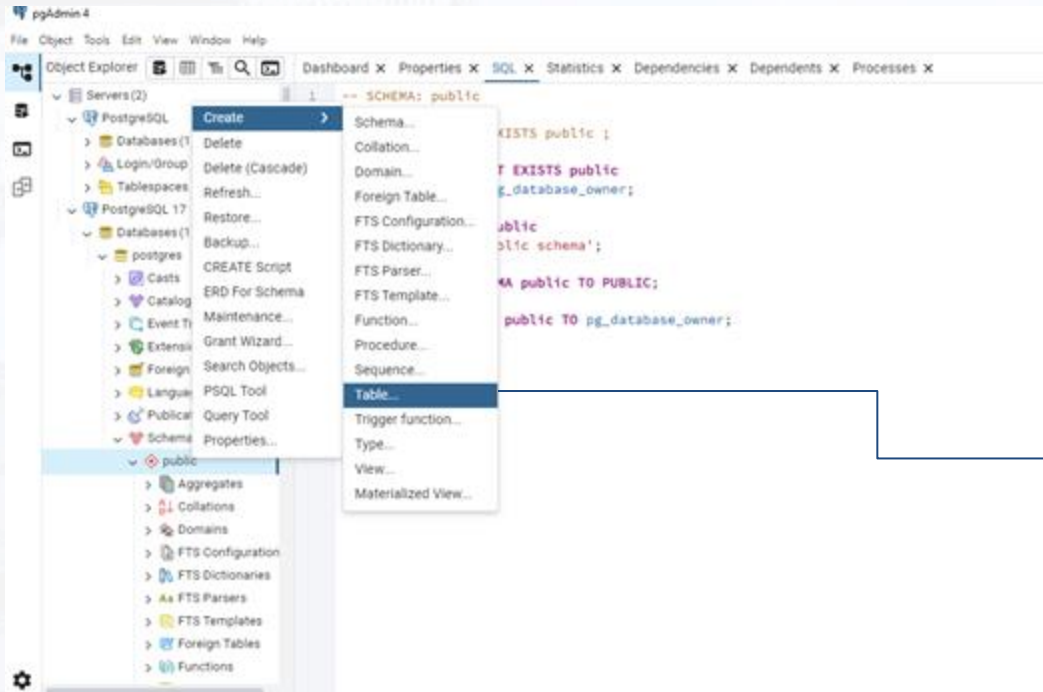 pgAdmin 4
File Object Tools Edit View Window Help
Object Explorer
Dashboard Properties SQL Statistics Dependencies Dependents Processes
Servers (2)
PostgreSQL
Databases (1
Login/Group
Tablespaces
PostgreSQL 17
Databases (1
postgres
Casts
Catalog
Event Tr
Extensi
Foreign
Langua
Publicat
Schema
public
Aggregates
Collations
Domains
FTS Configuration
FTS Dictionaries
FTS Parsers
FTS Templates
Foreign Tables
Functions
Create
Delete
Delete (Cascade)
Refresh...
Restore...
Backup...
CREATE Script
ERD For Schema
Maintenance...
Grant Wizard...
Search Objects...
PSQL Tool
Query Tool
Properties...
Schema...
Collation...
Domain...
Foreign Table...
FTS Configuration...
FTS Dictionary...
FTS Parser...
FTS Template...
Function...
Procedure...
Sequence...
Table...
Trigger function...
Type...
View...
Materialized View...
1 -- SCHEMA: public
XISTS public ;
T EXISTS public
pg_database_owner;
ublic
blic schema';
MA public TO PUBLIC;
public TO pg_database_owner;